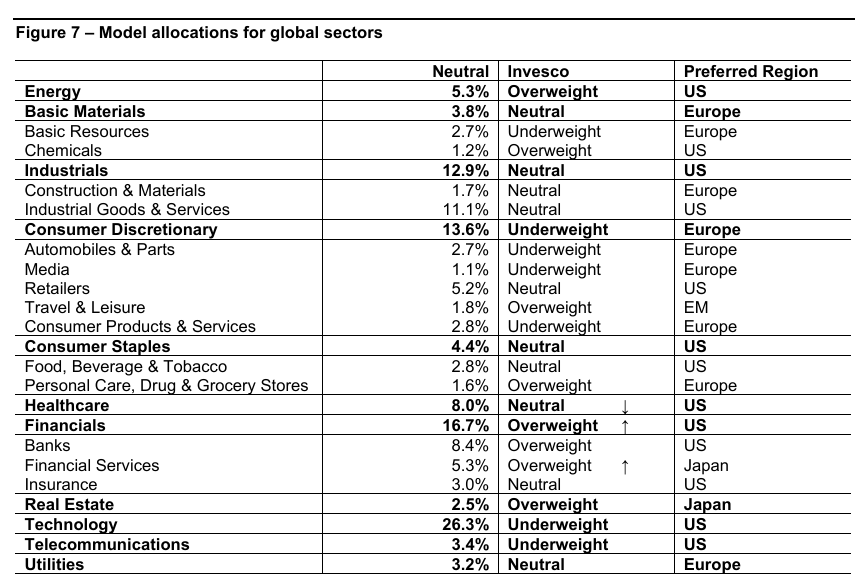 Figure 7 – Model allocations for global sectors
Neutral Invesco Preferred Region
Energy 5.3% Overweight US
Basic Materials 3.8% Neutral Europe
Basic Resources 2.7% Underweight Europe
Chemicals 1.2% Overweight US
Industrials 12.9% Neutral US
Construction & Materials 1.7% Neutral Europe
Industrial Goods & Services 11.1% Neutral US
Consumer Discretionary 13.6% Underweight Europe
Automobiles & Parts 2.7% Underweight Europe
Media 1.1% Underweight Europe
Retailers 5.2% Neutral US
Travel & Leisure 1.8% Overweight EM
Consumer Products & Services 2.8% Underweight Europe
Consumer Staples 4.4% Neutral US
Food, Beverage & Tobacco 2.8% Neutral US
Personal Care, Drug & Grocery Stores 1.6% Overweight Europe
Healthcare 8.0% Neutral ↓ US
Financials 16.7% Overweight ↑ US
Banks 8.4% Overweight US
Financial Services 5.3% Overweight ↑ Japan
Insurance 3.0% Neutral US
Real Estate 2.5% Overweight Japan
Technology 26.3% Underweight US
Telecommunications 3.4% Underweight US
Utilities 3.2% Neutral Europe